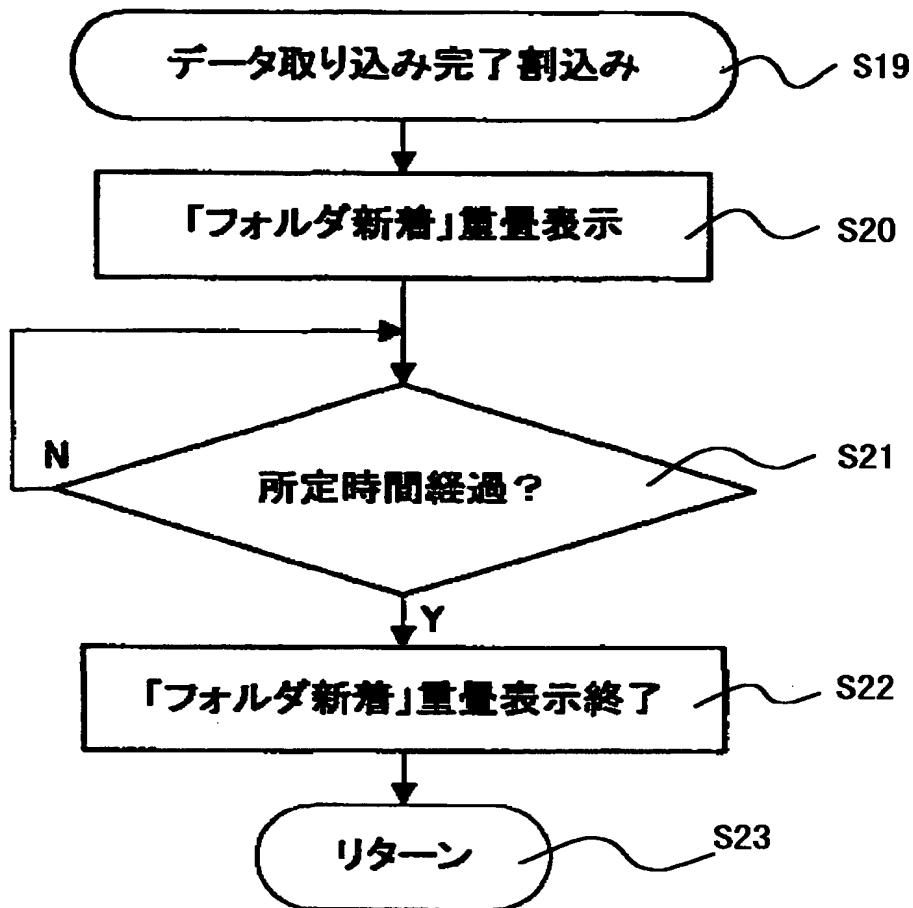 データ取り込み完了割込み
S19
「フォルダ新着」重畳表示
S20
N
所定時間経過？
S21
Y
「フォルダ新着」重畳表示終了
S22
リターン
S23